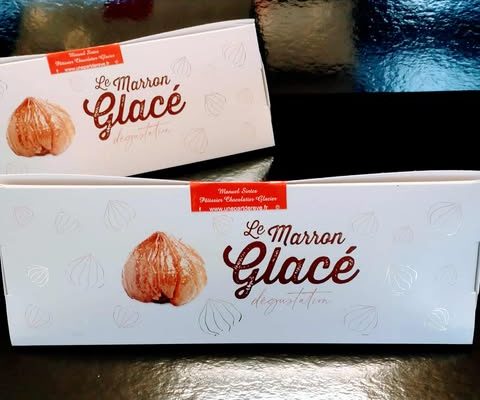 Manuel Sintes
Pâtissier Chocolatier Glacier
Le Marron
Glacé
dégustation
Manuel Sintes
Pâtissier Chocolatier Glacier
Le Marron
Glacé
dégustation